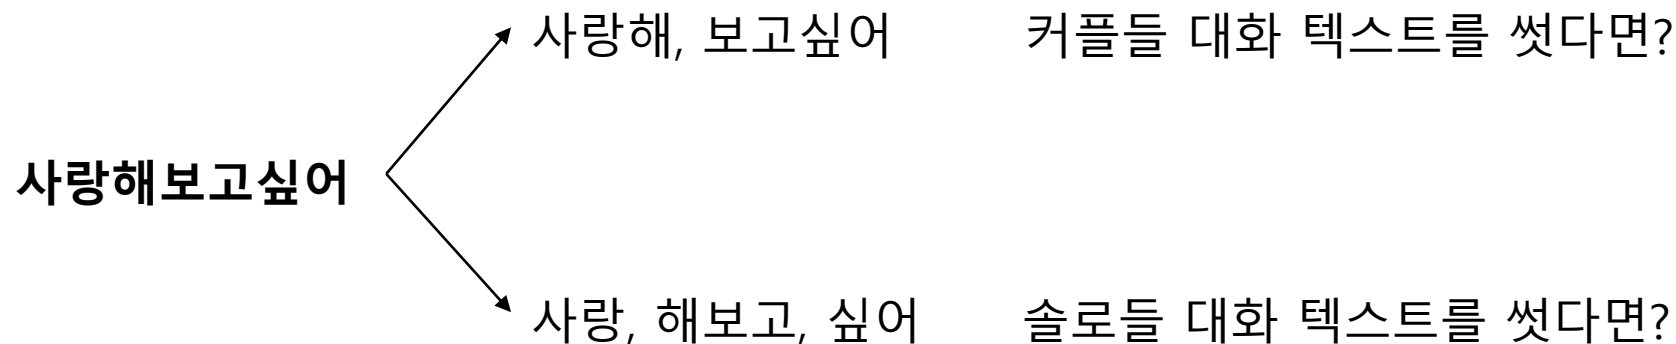 사랑해, 보고싶어 커플들 대화 텍스트를 썻다면?
사랑해보고싶어
사랑, 해보고, 싶어 솔로들 대화 텍스트를 썻다면?